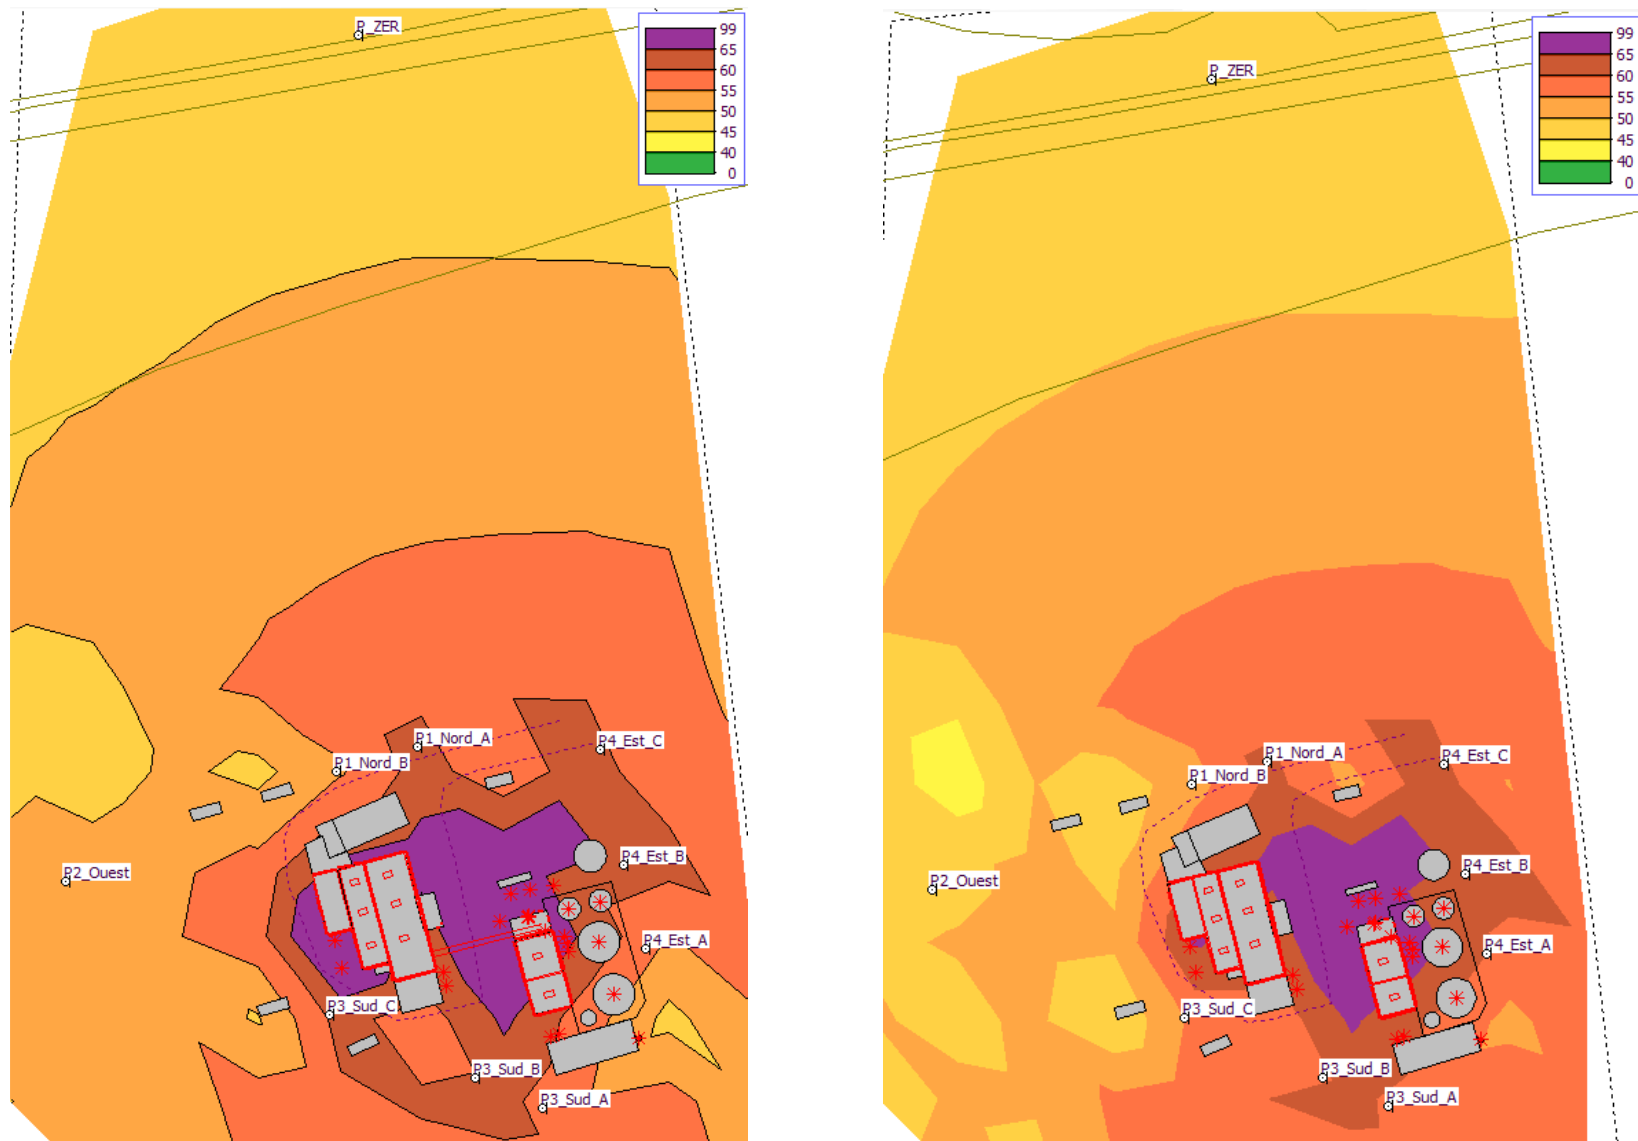 P_ZER
99
65
60
55
50
45
40
0
P1_Nord_A
P4_Est_C
P1_Nord_B
P4_Est_B
P2_Ouest
P4_Est_A
P3_Sud_C
P3_Sud_B
P3_Sud_A
P_ZER
99
65
60
55
50
45
40
0
P1_Nord_A
P4_Est_C
P1_Nord_B
P4_Est_B
P2_Ouest
P4_Est_A
P3_Sud_C
P3_Sud_B
P3_Sud_A